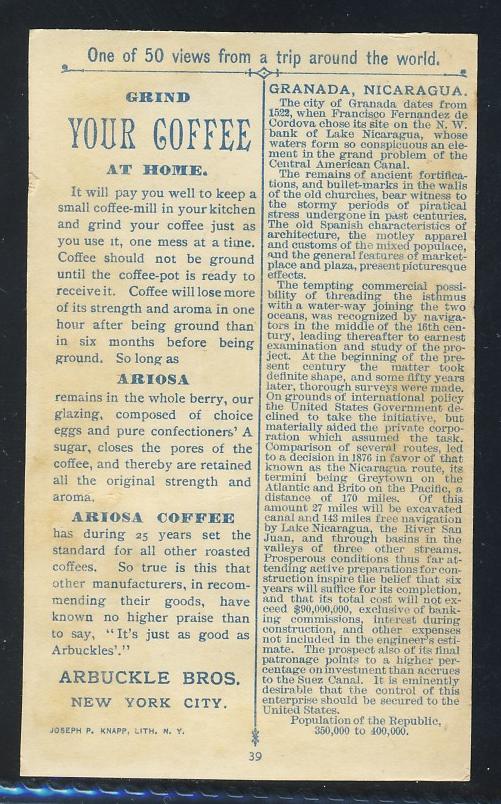 One of 50 views from a trip around the world.
GRIND
YOUR COFFEE
AT HOME.
It will pay you well to keep a
small coffee-mill in your kitchen
and grind your coffee just as
you use it, one mess at a time.
Coffee should not be ground
until the coffee-pot is ready to
receive it. Coffee will lose more
of its strength and aroma in one
hour after being ground than
in six months before being
ground. So long as
ARIOSA
remains in the whole berry, our
glazing, composed of choice
eggs and pure confectioners' A
sugar, closes the pores of the
coffee, and thereby are retained
all the original strength and
aroma.
ARIOSA COFFEE
has during 25 years set the
standard for all other roasted
coffees. So true is this that
other manufacturers, in recom-
mending their goods, have
known no higher praise than
to say, "It's just as good as
Arbuckles'."
ARBUCKLE BROS.
NEW YORK CITY.
JOSEPH P. KNAPP, LITH. N. Y.
GRANADA, NICARAGUA.
The city of Granada dates from
1522, when Francisco Fernandez de
Cordova chose its site on the N. W.
bank of Lake Nicaragua, whose
waters form so conspicuous an ele-
ment in the grand problem of the
Central American Canal.
The remains of ancient fortifica-
tions, and bullet-marks in the walls
of the old churches, bear witness to
the stormy periods of piratical
stress undergone in past centuries.
The old Spanish characteristics of
architecture, the motley apparel
and customs of the mixed populace,
and the general features of market-
place and plaza, present picturesque
effects.
The tempting commercial possi-
bility of threading the isthmus
with a water-way joining the two
oceans, was recognized by naviga-
tors in the middle of the 16th cen-
tury, leading thereafter to earnest
examination and study of the pro-
ject. At the beginning of the pre-
sent century the matter took
definite shape, and some fifty years
later, thorough surveys were made.
On grounds of international policy
the United States Government de-
clined to take the initiative, but
materially aided the private corpo-
ration which assumed the task.
Comparison of several routes, led
to a decision in 1876 in favor of that
known as the Nicaragua route, its
termini being Greytown on the
Atlantic and Brito on the Pacific, a
distance of 170 miles. Of this
amount 27 miles will be excavated
canal and 143 miles free navigation
by Lake Nicaragua, the River San
Juan, and through basins in the
valleys of three other streams.
Prosperous conditions thus far at-
tending active preparations for con-
struction inspire the belief that six
years will suffice for its completion,
and that its total cost will not ex-
ceed $90,000,000, exclusive of bank-
ing commissions, interest during
construction, and other expenses
not included in the engineer's esti-
mate. The prospect also of its final
patronage points to a higher per-
centage on investment than accrues
to the Suez Canal. It is eminently
desirable that the control of this
enterprise should be secured to the
United States.
Population of the Republic,
350,000 to 400,000.
39